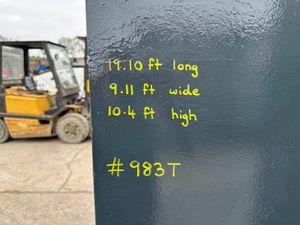 19.10 ft long
9.11 ft wide
10.4 ft high
#983T